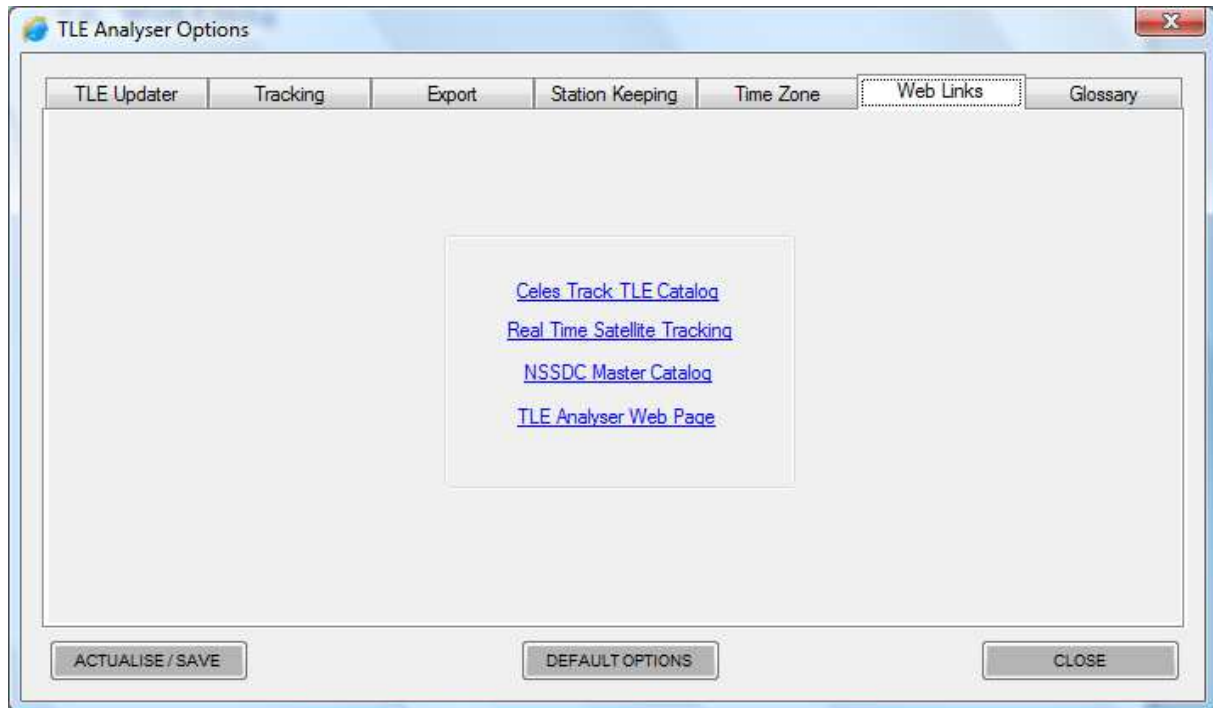 TLE Analyser Options
TLE Updater Tracking Export Station Keeping Time Zone Web Links Glossary
Celes Track TLE Catalog
Real Time Satellite Tracking
NSSDC Master Catalog
TLE Analyser Web Page
ACTUALISE / SAVE DEFAULT OPTIONS CLOSE